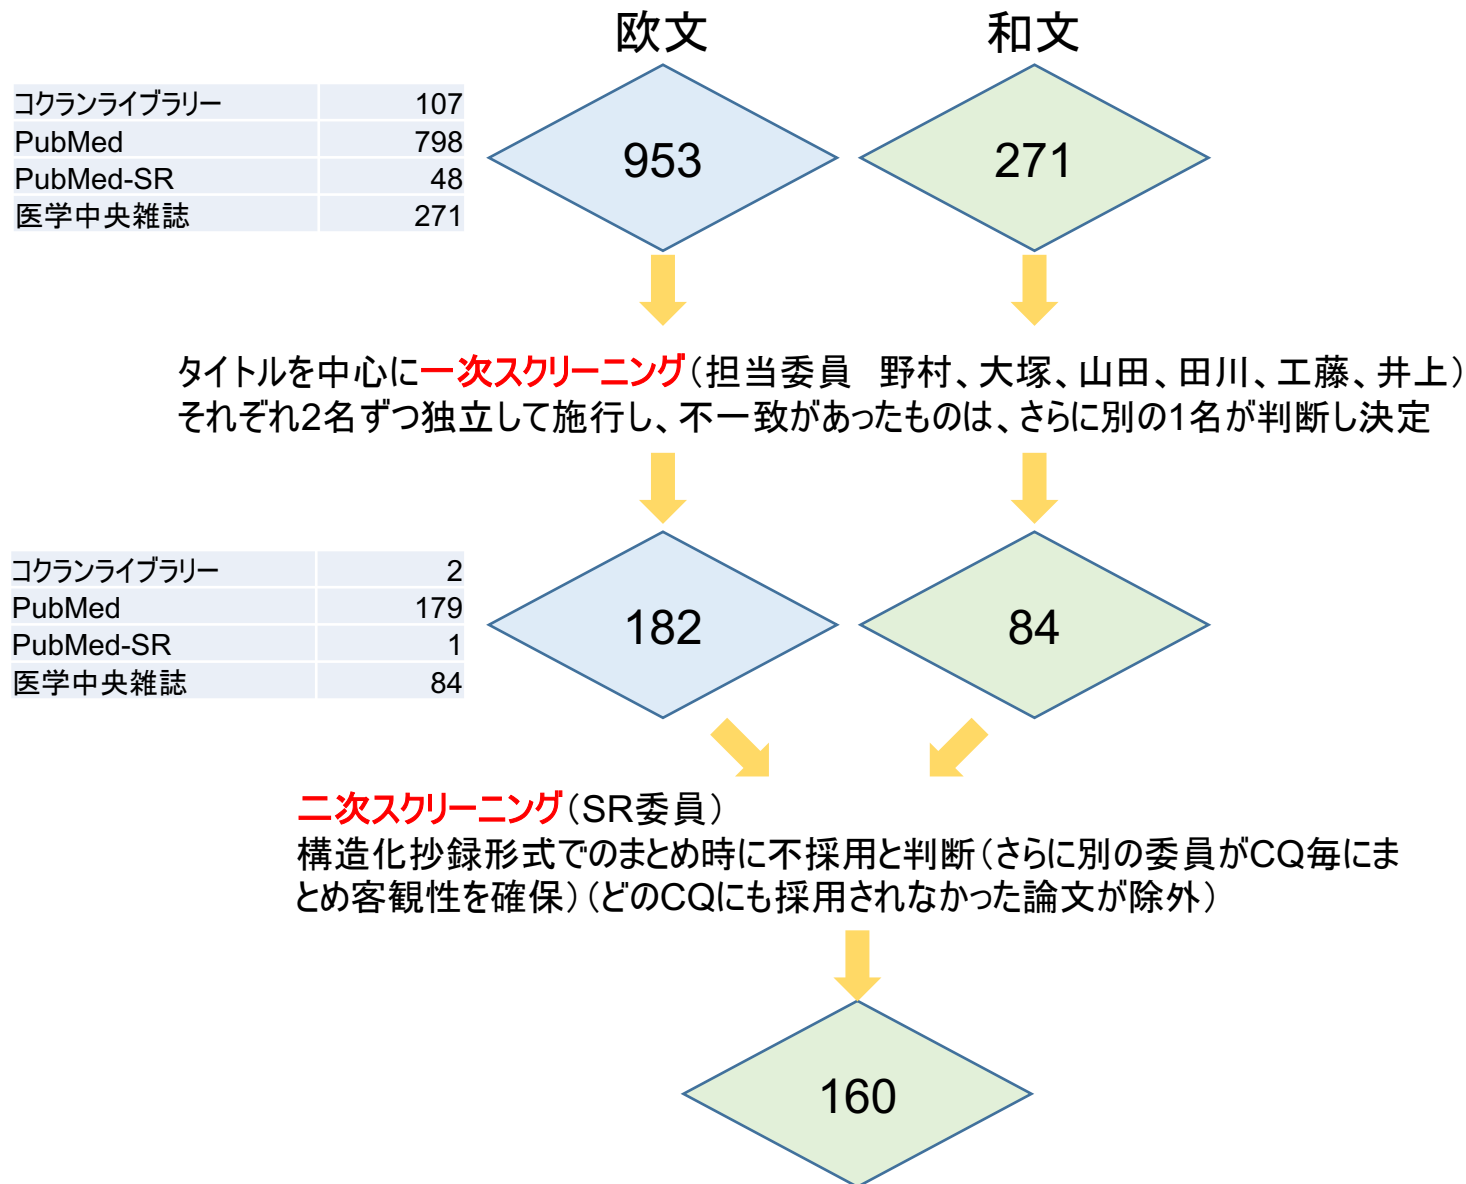 欧文 和文
コクランライブラリー 107
PubMed 798
PubMed-SR 48
医学中央雑誌 271
953 271
タイトルを中心に一次スクリーニング(担当委員　野村、大塚、山田、田川、工藤、井上)
それぞれ2名ずつ独立して施行し、不一致があったものは、さらに別の1名が判断し決定
コクランライブラリー 2
PubMed 179
PubMed-SR 1
医学中央雑誌 84
182 84
二次スクリーニング(SR委員)
構造化抄録形式でのまとめ時に不採用と判断(さらに別の委員がCQ毎にま
とめ客観性を確保)(どのCQにも採用されなかった論文が除外)
160